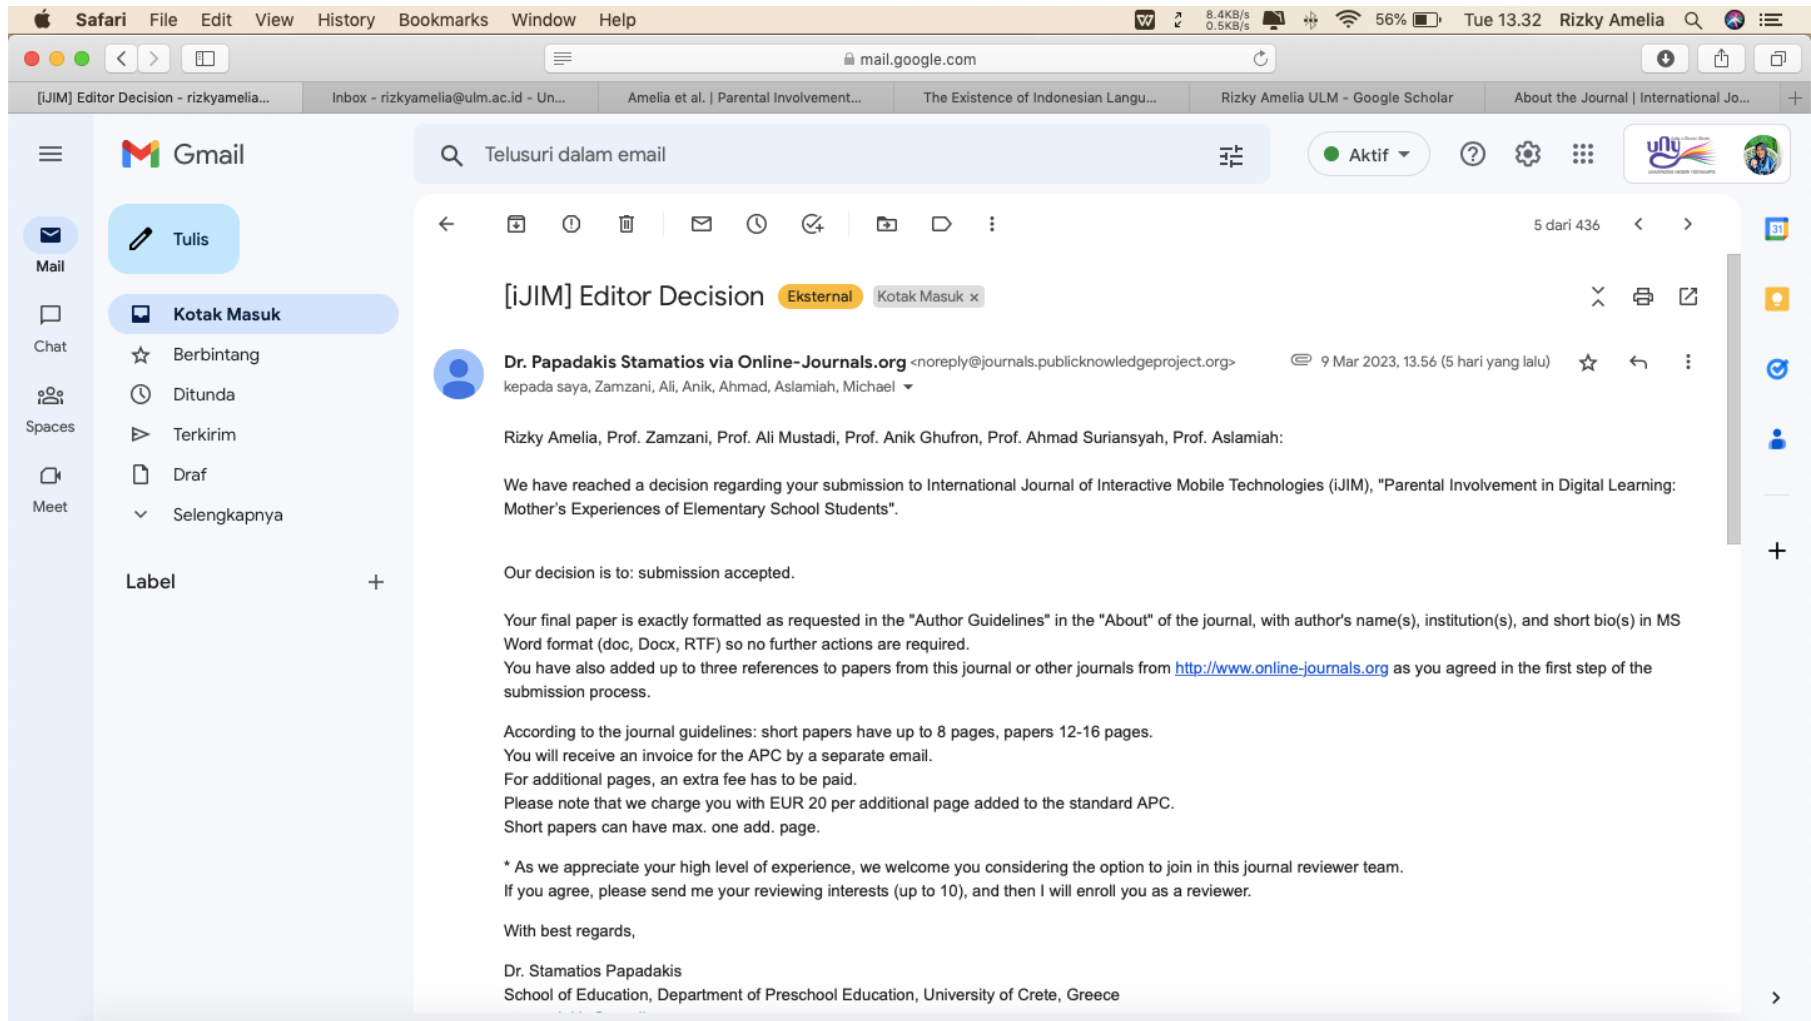 Safari File Edit View History Bookmarks Window Help 8.4KB/s 0.5KB/s 56% Tue 13.32 Rizky Amelia
mail.google.com
[iJIM] Editor Decision - rizkyamelia... Inbox - rizkyamelia@ulm.ac.id - Un... Amelia et al. | Parental Involvement... The Existence of Indonesian Langu... Rizky Amelia ULM - Google Scholar About the Journal | International Jo...
Gmail
Telusuri dalam email
Aktif
uny
Tulis
5 dari 436
31
Mail
[iJIM] Editor Decision Eksternal Kotak Masuk ×
Kotak Masuk
Chat
Berbintang
Dr. Papadakis Stamatios via Online-Journals.org <noreply@journals.publicknowledgeproject.org> 9 Mar 2023, 13.56 (5 hari yang lalu)
kepada saya, Zamzani, Ali, Anik, Ahmad, Aslamiah, Michael
Ditunda
Spaces
Terkirim
Draf
Meet
Selengkapnya
Label
Rizky Amelia, Prof. Zamzani, Prof. Ali Mustadi, Prof. Anik Ghufron, Prof. Ahmad Suriansyah, Prof. Aslamiah:
We have reached a decision regarding your submission to International Journal of Interactive Mobile Technologies (iJIM), "Parental Involvement in Digital Learning:
Mother's Experiences of Elementary School Students".
Our decision is to: submission accepted.
Your final paper is exactly formatted as requested in the "Author Guidelines" in the "About" of the journal, with author's name(s), institution(s), and short bio(s) in MS
Word format (doc, Docx, RTF) so no further actions are required.
You have also added up to three references to papers from this journal or other journals from http://www.online-journals.org as you agreed in the first step of the
submission process.
According to the journal guidelines: short papers have up to 8 pages, papers 12-16 pages.
You will receive an invoice for the APC by a separate email.
For additional pages, an extra fee has to be paid.
Please note that we charge you with EUR 20 per additional page added to the standard APC.
Short papers can have max. one add. page.
* As we appreciate your high level of experience, we welcome you considering the option to join in this journal reviewer team.
If you agree, please send me your reviewing interests (up to 10), and then I will enroll you as a reviewer.
With best regards,
Dr. Stamatios Papadakis
School of Education, Department of Preschool Education, University of Crete, Greece